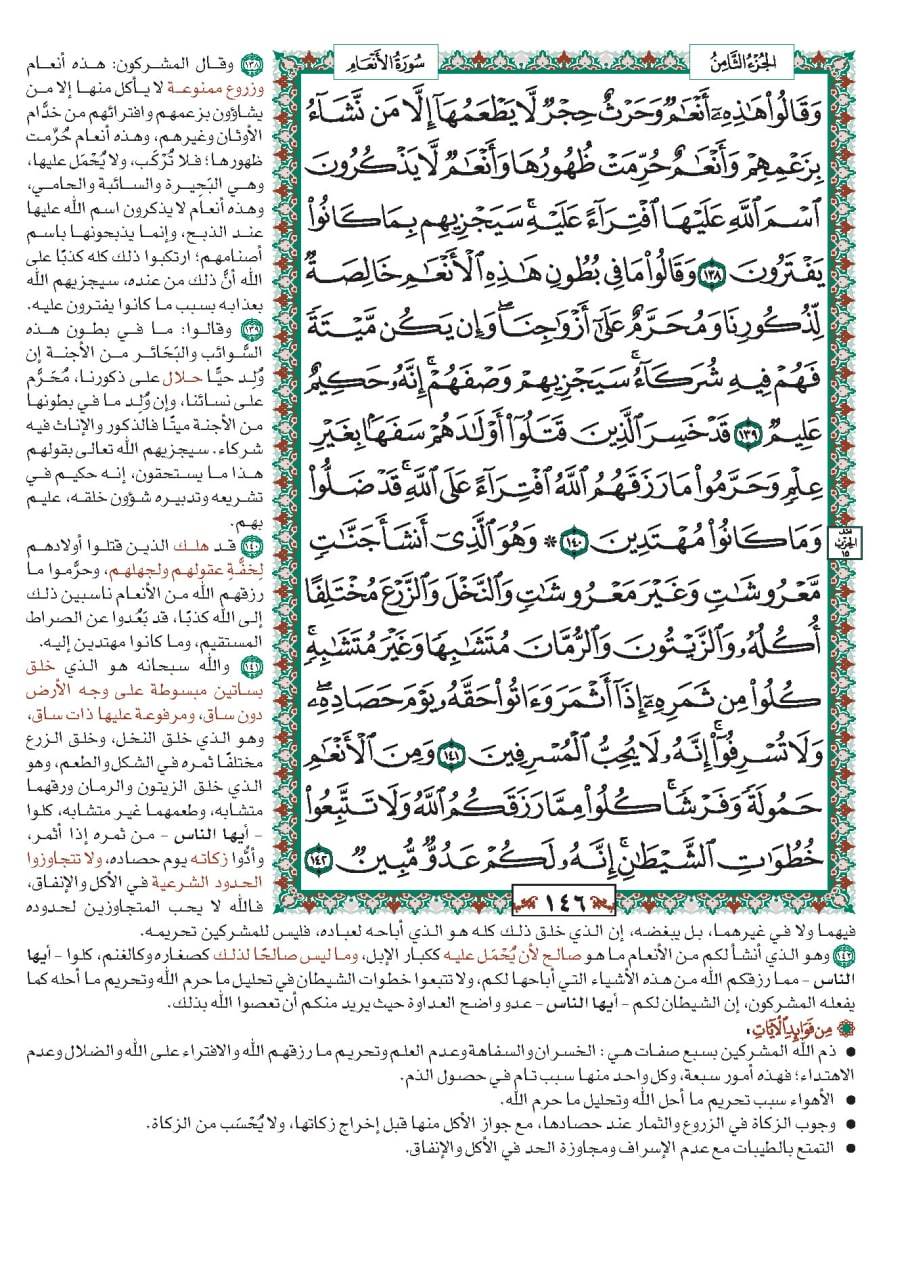 الجُزْءُ الثَّامِنُ
سُورَةُ الأَنْعَامِ
وَقَالُوا۟ هَٰذِهِۦٓ أَنْعَٰمٌ وَحَرْثٌ حِجْرٌ لَّا يَطْعَمُهَآ إِلَّا مَن نَّشَآءُ
بِزَعْمِهِمْ وَأَنْعَٰمٌ حُرِّمَتْ ظُهُورُهَا وَأَنْعَٰمٌ لَّا يَذْكُرُونَ
ٱسْمَ ٱللَّهِ عَلَيْهَا ٱفْتِرَآءً عَلَيْهِ ۚ سَيَجْزِيهِم بِمَا كَانُوا۟
يَفْتَرُونَ ١٣٨ وَقَالُوا۟ مَا فِى بُطُونِ هَٰذِهِ ٱلْأَنْعَٰمِ خَالِصَةٌ
لِّذُكُورِنَا وَمُحَرَّمٌ عَلَىٰٓ أَزْوَٰجِنَا ۖ وَإِن يَكُن مَّيْتَةً
فَهُمْ فِيهِ شُرَكَآءُ ۚ سَيَجْزِيهِمْ وَصْفَهُمْ ۚ إِنَّهُۥ حَكِيمٌ
عَلِيمٌ ١٣٩ قَدْ خَسِرَ ٱلَّذِينَ قَتَلُوٓا۟ أَوْلَٰدَهُمْ سَفَهًۢا بِغَيْرِ
عِلْمٍ وَحَرَّمُوا۟ مَا رَزَقَهُمُ ٱللَّهُ ٱفْتِرَآءً عَلَى ٱللَّهِ ۚ قَدْ ضَلُّوا۟
وَمَا كَانُوا۟ مُهْتَدِينَ ١٤٠ ۞ وَهُوَ ٱلَّذِىٓ أَنشَأَ جَنَّٰتٍ
مَّعْرُوشَٰتٍ وَغَيْرَ مَعْرُوشَٰتٍ وَٱلنَّخْلَ وَٱلزَّرْعَ مُخْتَلِفًا
أُكُلُهُۥ وَٱلزَّيْتُونَ وَٱلرُّمَّانَ مُتَشَٰبِهًا وَغَيْرَ مُتَشَٰبِهٍ ۚ
كُلُوا۟ مِن ثَمَرِهِۦٓ إِذَآ أَثْمَرَ وَءَاتُوا۟ حَقَّهُۥ يَوْمَ حَصَادِهِۦ ۖ
وَلَا تُسْرِفُوٓا۟ ۚ إِنَّهُۥ لَا يُحِبُّ ٱلْمُسْرِفِينَ ١٤١ وَمِنَ ٱلْأَنْعَٰمِ
حَمُولَةً وَفَرْشًا ۚ كُلُوا۟ مِمَّا رَزَقَكُمُ ٱللَّهُ وَلَا تَتَّبِعُوا۟
خُطُوَٰتِ ٱلشَّيْطَٰنِ ۚ إِنَّهُۥ لَكُمْ عَدُوٌّ مُّبِينٌ ١٤٢
١٤٦
الحزب
١٥
١٣٨ وقال المشركون: هذه أنعام
وزروع ممنوعة لا يأكل منها إلا من
يشاؤون بزعمهم وافترائهم من خدَّام
الأوثان وغيرهم، وهذه أنعام حُرِّمت
ظهورها؛ فلا تُرْكَب، ولا يُحْمَل عليها،
وهي البَحِيرة والسائبة والحامي،
وهذه أنعام لا يذكرون اسم الله عليها
عند الذبح، وإنما يذبحونها باسم
أصنامهم؛ ارتكبوا ذلك كله كذبًا على
الله أنَّ ذلك من عنده، سيجزيهم الله
بعذابه بسبب ما كانوا يفترون عليه.
١٣٩ وقالوا: ما في بطون هذه
السَّوائب والبَحَائر من الأجنة إن
وُلِد حيًّا حلال على ذكورنا، مُحَرَّم
على نسائنا، وإن وُلِد ما في بطونها
من الأجنة ميتًا فالذكور والإناث فيه
شركاء. سيجزيهم الله تعالى بقولهم
هذا ما يستحقون، إنه حكيم في
تشريعه وتدبيره شؤون خلقه، عليم
بهم.
١٤٠ قد هلك الذين قتلوا أولادهم
لخفَّةِ عقولهم ولجهلهم، وحرَّموا ما
رزقهم الله من الأنعام ناسبين ذلك
إلى الله كذبًا، قد بَعُدوا عن الصراط
المستقيم، وما كانوا مهتدين إليه.
١٤١ والله سبحانه هو الذي خلق
بساتين مبسوطة على وجه الأرض
دون ساق، ومرفوعة عليها ذات ساق،
وهو الذي خلق النخل، وخلق الزرع
مختلفًا ثمره في الشكل والطعم، وهو
الذي خلق الزيتون والرمان ورقهما
متشابه، وطعمهما غير متشابه، كلوا
- أيها الناس - من ثمره إذا أثمر،
وأدُّوا زكاته يوم حصاده، ولا تتجاوزوا
الحدود الشرعية في الأكل والإنفاق،
فالله لا يحب المتجاوزين لحدوده
فيهما ولا في غيرهما، بل يبغضه، إن الذي خلق ذلك كله هو الذي أباحه لعباده، فليس للمشركين تحريمه.
١٤٢ وهو الذي أنشأ لكم من الأنعام ما هو صالح لأن يُحْمَل عليه ككبار الإبل، وما ليس صالحًا لذلك كصغاره وكالغنم، كلوا - أيها
الناس - مما رزقكم الله من هذه الأشياء التي أباحها لكم، ولا تتبعوا خطوات الشيطان في تحليل ما حرم الله وتحريم ما أحله كما
يفعله المشركون، إن الشيطان لكم - أيها الناس - عدو واضح العداوة حيث يريد منكم أن تعصوا الله بذلك.
مِن فَوَائِدِ الآيَاتِ:
• ذم الله المشركين بسبع صفات هي: الخسران والسفاهة وعدم العلم وتحريم ما رزقهم الله والافتراء على الله والضلال وعدم
الاهتداء؛ فهذه أمور سبعة، وكل واحد منها سبب تام في حصول الذم.
• الأهواء سبب تحريم ما أحل الله وتحليل ما حرم الله.
• وجوب الزكاة في الزروع والثمار عند حصادها، مع جواز الأكل منها قبل إخراج زكاتها، ولا يُحْسَب من الزكاة.
• التمتع بالطيبات مع عدم الإسراف ومجاوزة الحد في الأكل والإنفاق.